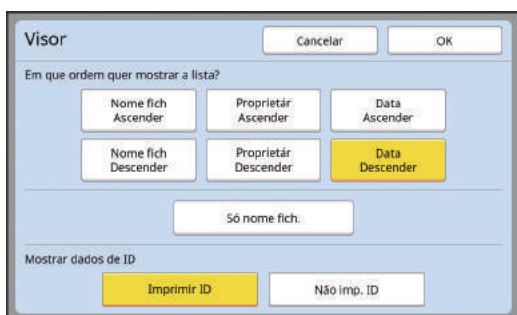 Visor
Cancelar
OK
Em que ordem quer mostrar a lista?
Nome fich
Ascender
Proprietár
Ascender
Data
Ascender
Nome fich
Descender
Proprietár
Descender
Data
Descender
Só nome fich.
Mostrar dados de ID
Imprimir ID
Não imp. ID